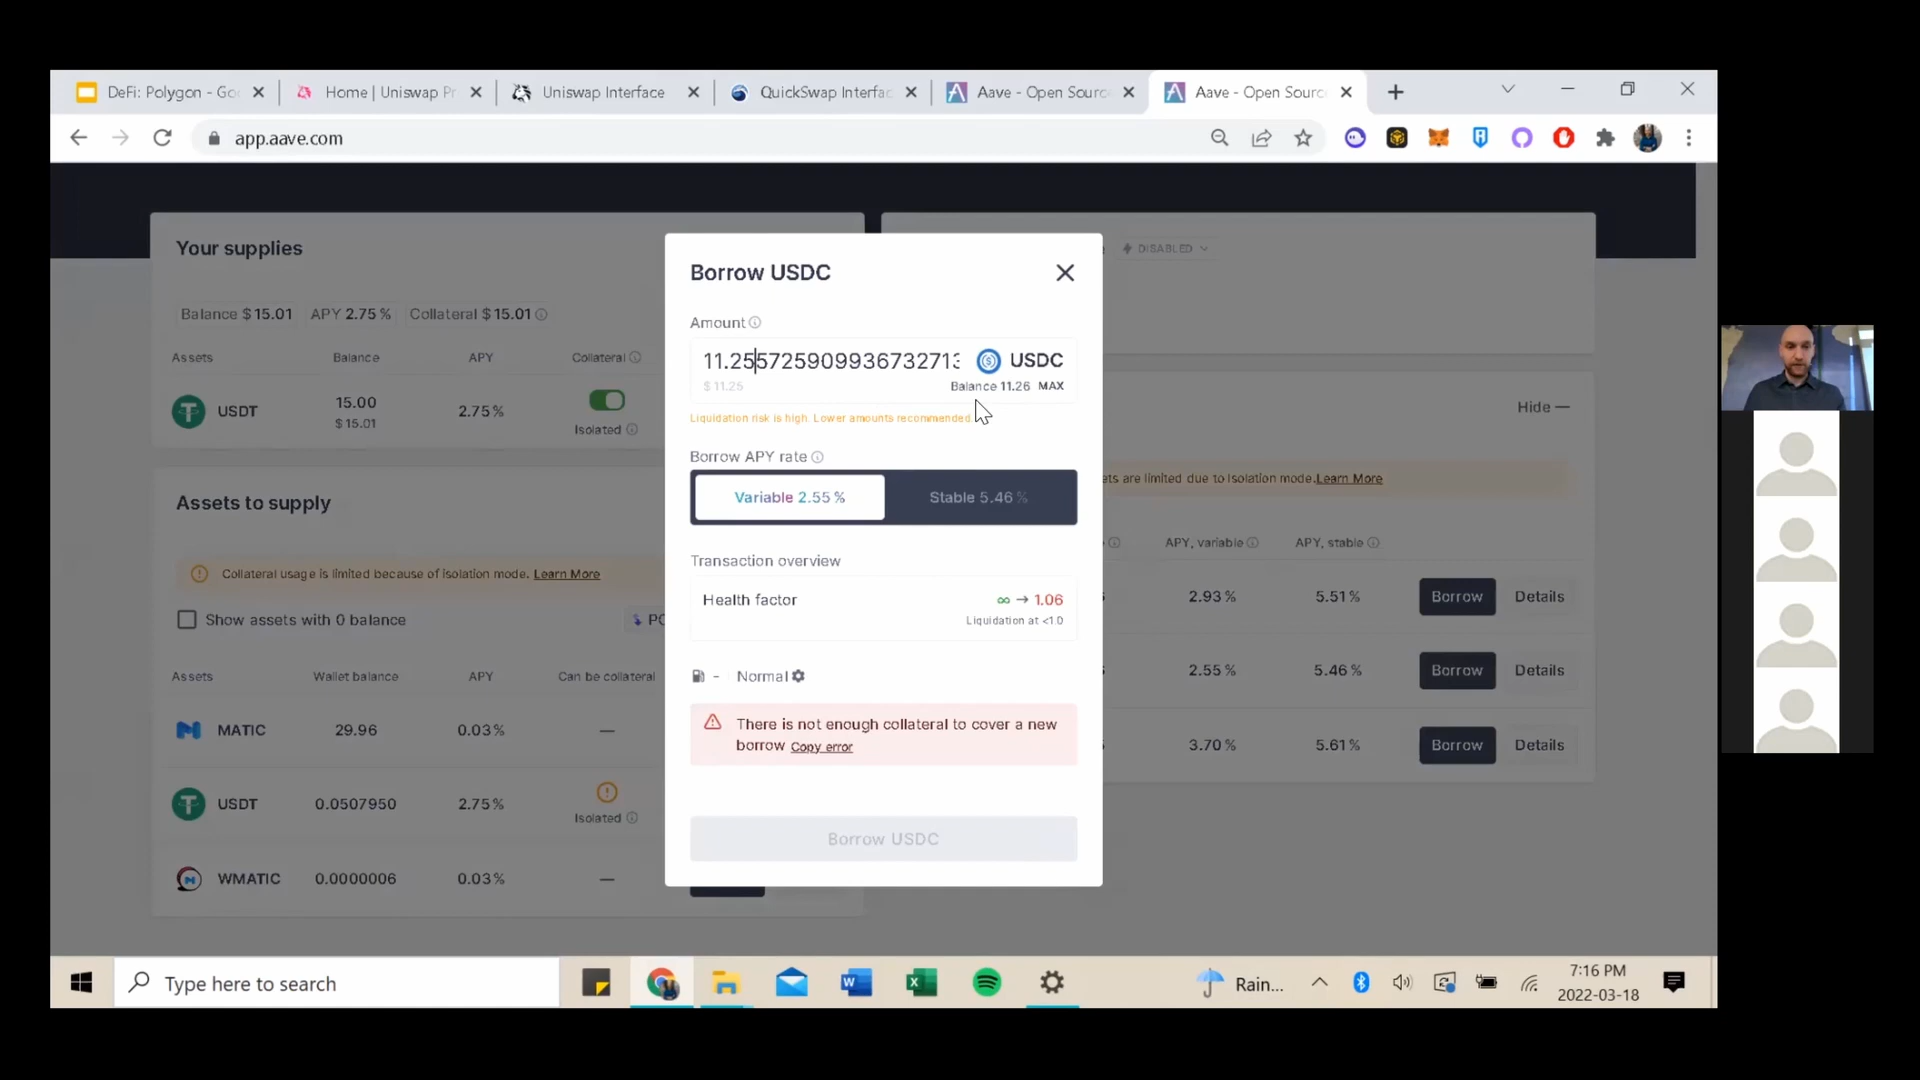 DeFi: Polygon - Goo
Home | Uniswap Pr
Uniswap Interface
QuickSwap Interfac
Aave - Open Sourc
Aave - Open Sourc
app.aave.com
Your supplies
DISABLED
Balance $ 15.01
APY 2.75 %
Collateral $ 15.01
Assets
Balance
APY
Collateral
USDT
15.00
$ 15.01
2.75 %
Isolated
Hide —
Assets to supply
Collateral usage is limited because of isolation mode. Learn More
Show assets with 0 balance
Assets
Wallet balance
APY
Can be collateral
MATIC
29.96
0.03 %
—
USDT
0.0507950
2.75 %
Isolated
WMATIC
0.0000006
0.03 %
—
Borrow USDC
Amount
11.255725909936732713
USDC
$ 11.25
Balance 11.26 MAX
Liquidation risk is high. Lower amounts recommended.
Borrow APY rate
Variable 2.55 %
Stable 5.46 %
Transaction overview
Health factor
∞ → 1.06
Liquidation at <1.0
- Normal
There is not enough collateral to cover a new
borrow Copy error
Borrow USDC
ets are limited due to Isolation mode. Learn More
APY, variable
APY, stable
2.93 %
5.51 %
Borrow
Details
2.55 %
5.46 %
Borrow
Details
3.70 %
5.61 %
Borrow
Details
Type here to search
Rain...
7:16 PM
2022-03-18